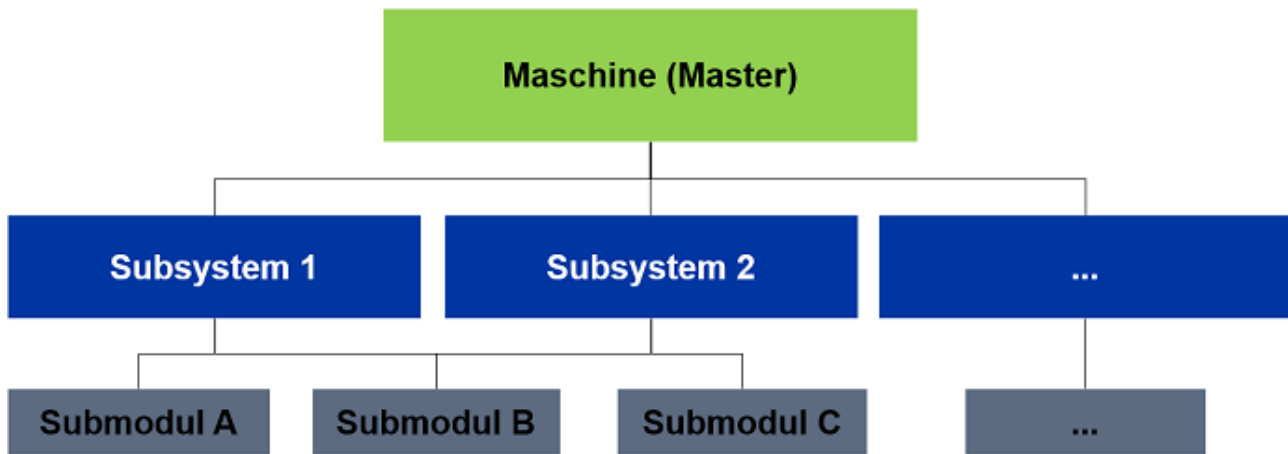 Maschine (Master)
Subsystem 1
Subsystem 2
...
Submodul A
Submodul B
Submodul C
...